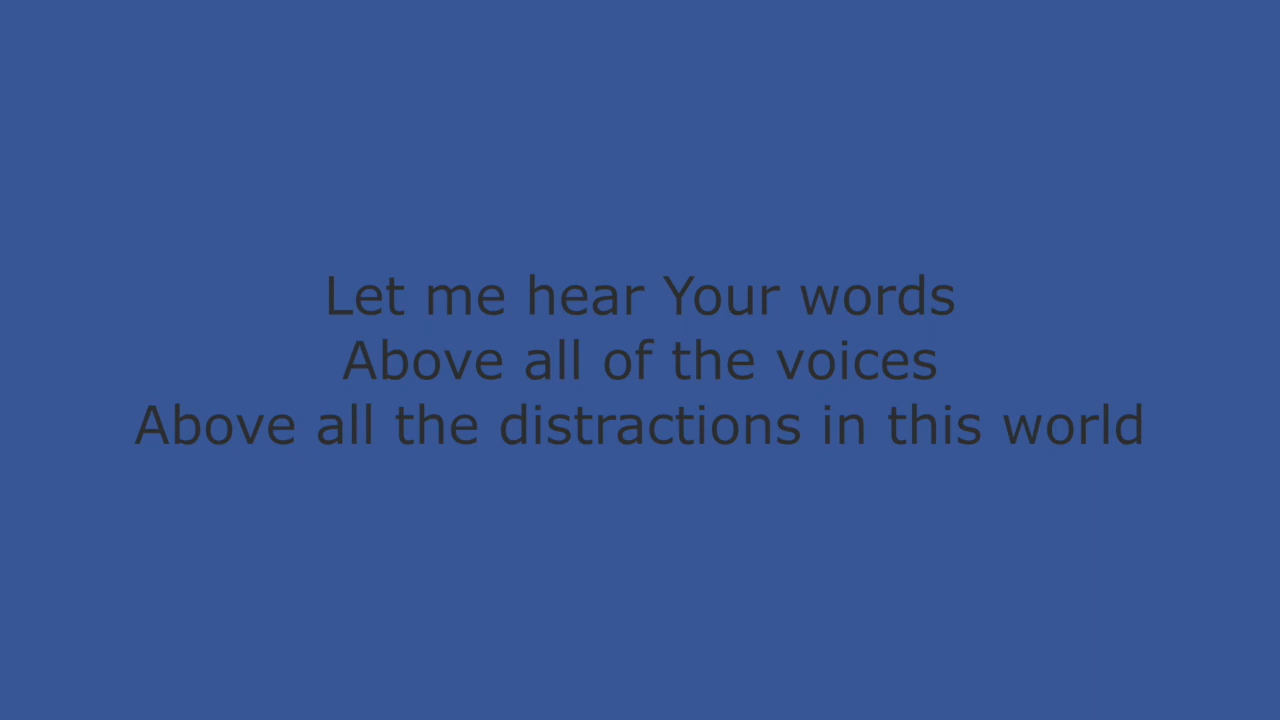 Let me hear Your words
Above all of the voices
Above all the distractions in this world